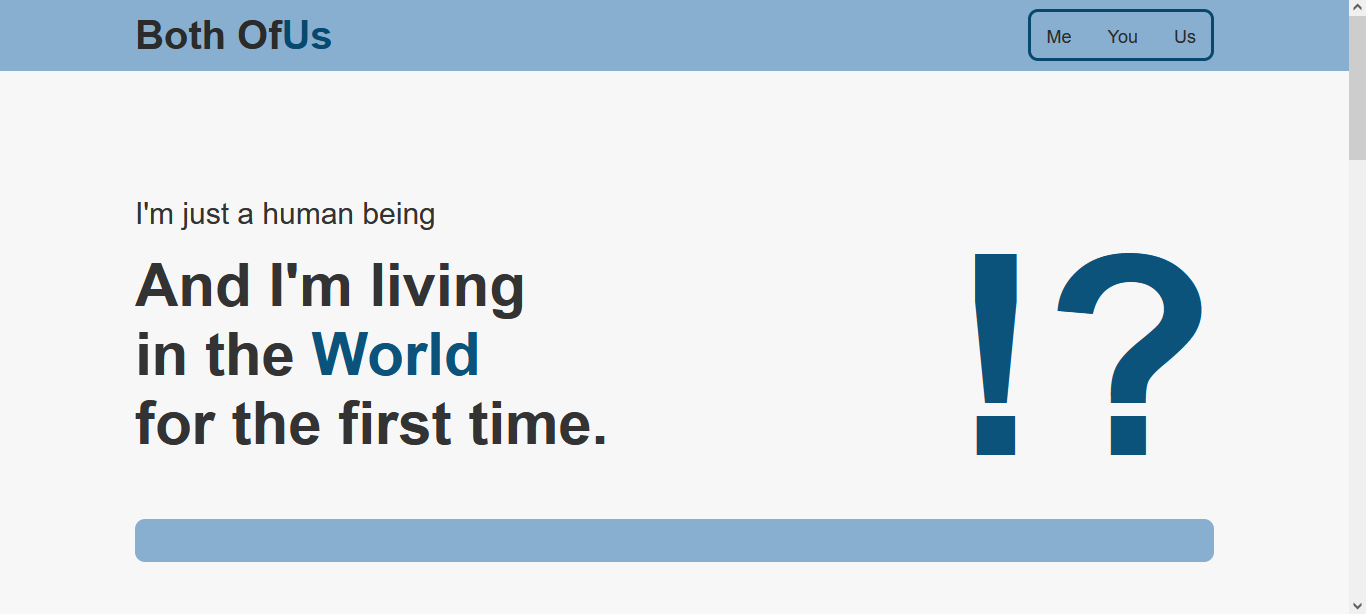 Both OfUs
Me You Us
I'm just a human being
And I'm living
in the World
for the first time.
!?